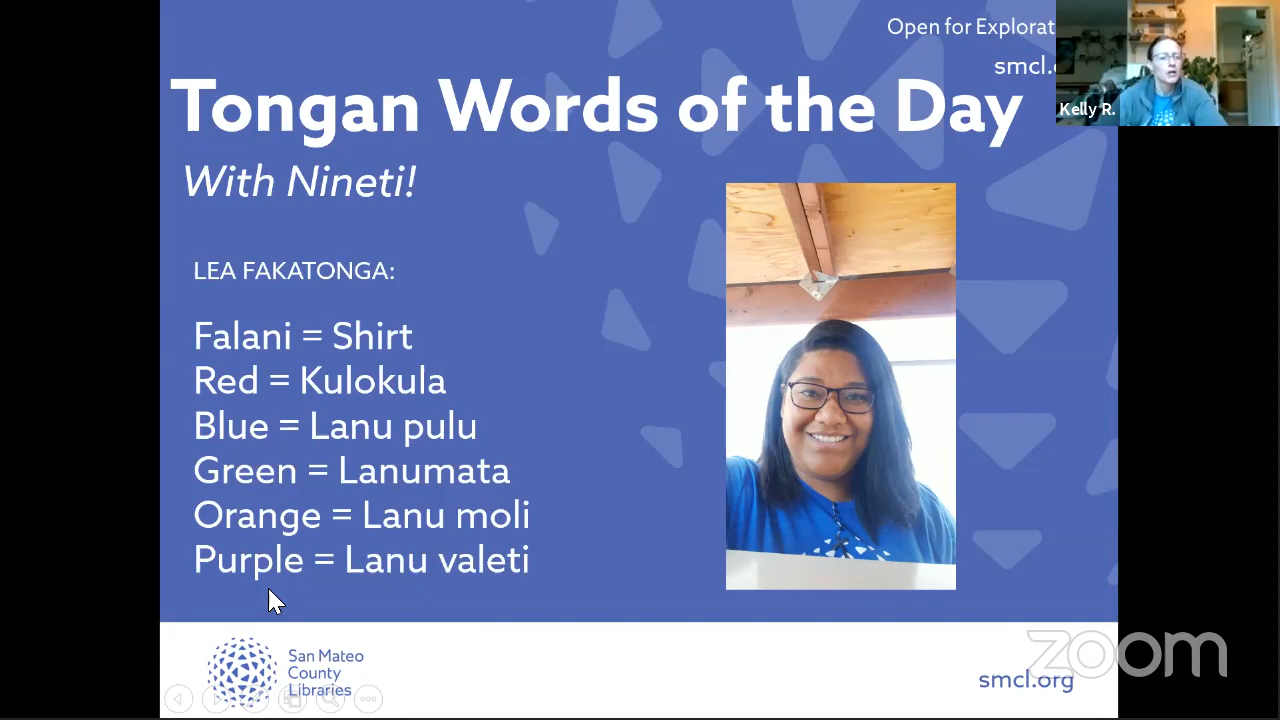 Open for Explorat
smcl.
Tongan Words of the Day
Kelly R.
With Nineti!
LEA FAKATONGA:
Falani = Shirt
Red = Kulokula
Blue = Lanu pulu
Green = Lanumata
Orange = Lanu moli
Purple = Lanu valeti
San Mateo
County
Libraries
zoom
smcl.org